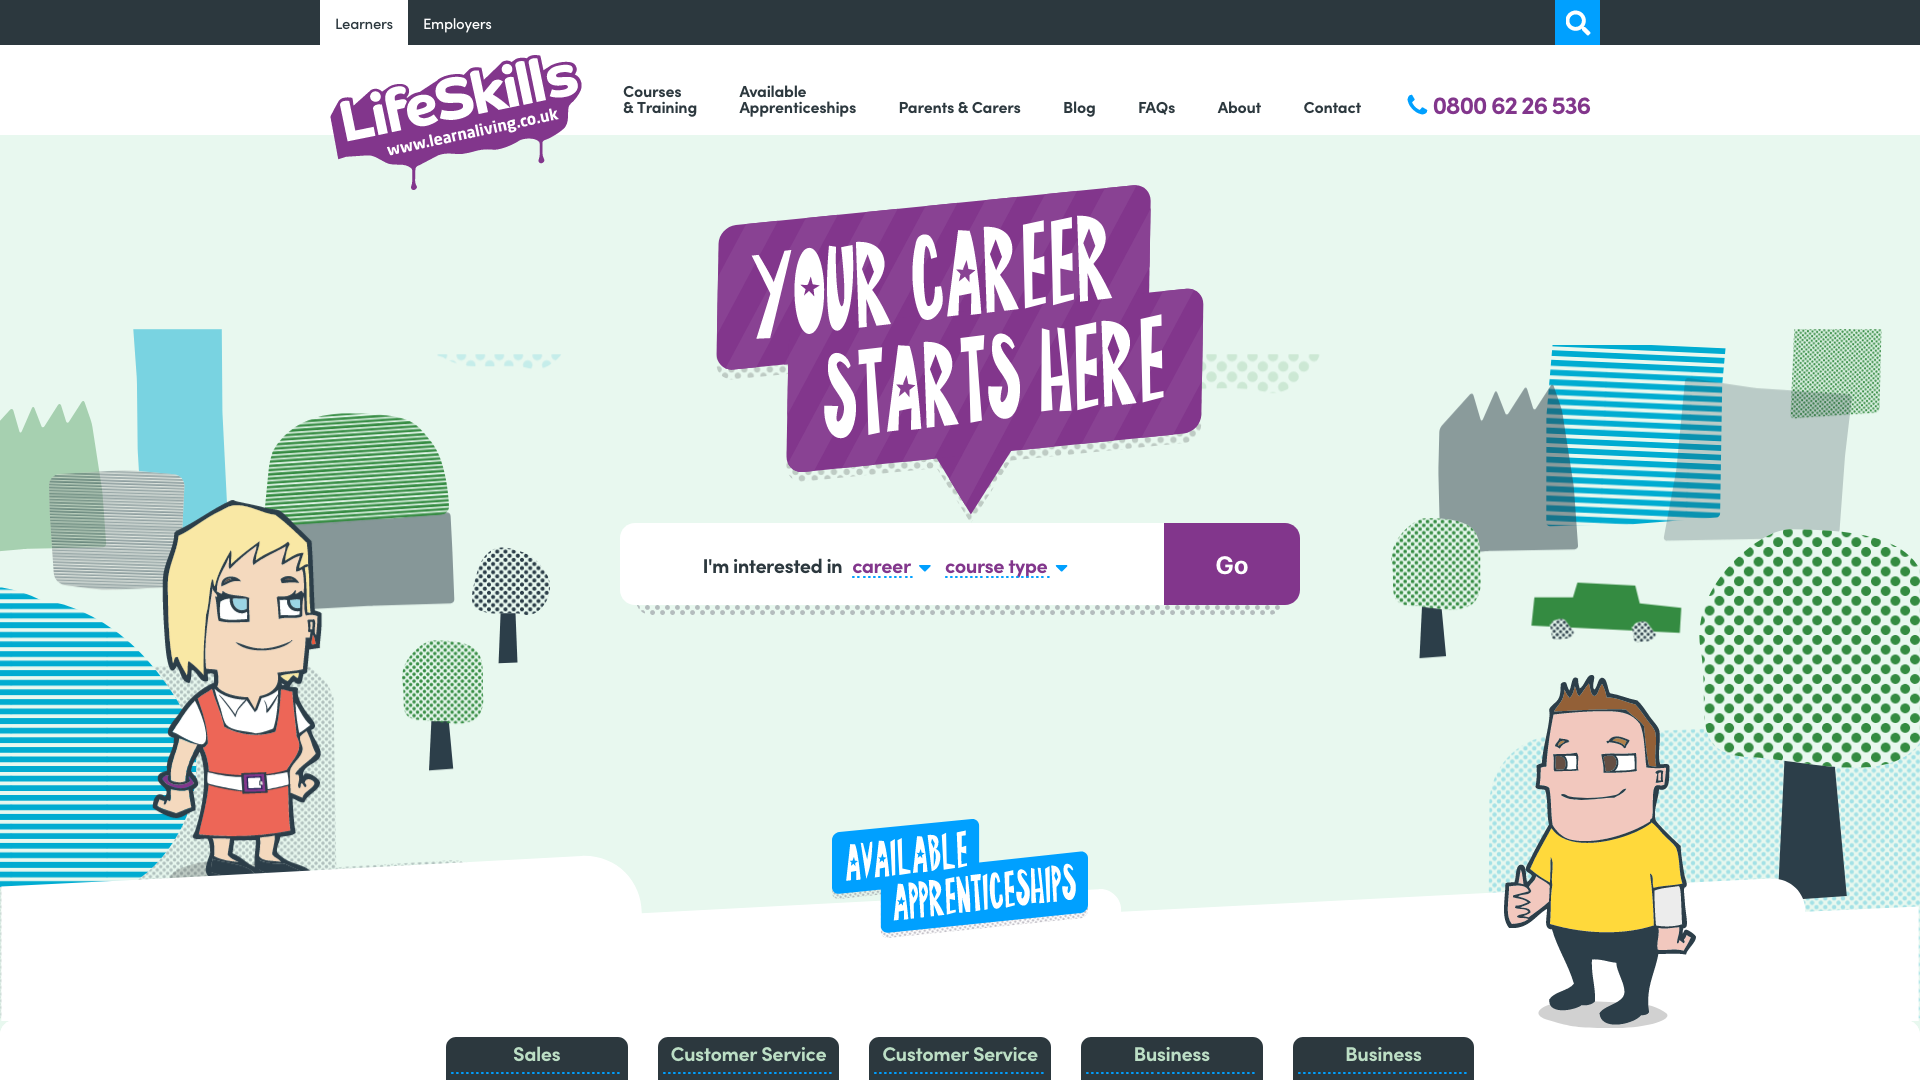 Learners
Employers
LifeSkills
www.learnaliving.co.uk
Courses
& Training
Available
Apprenticeships
Parents & Carers
Blog
FAQs
About
Contact
0800 62 26 536
YOUR CAREER
STARTS HERE
I'm interested in career course type
Go
AVAILABLE
APPRENTICESHIPS
Sales
Customer Service
Customer Service
Business
Business